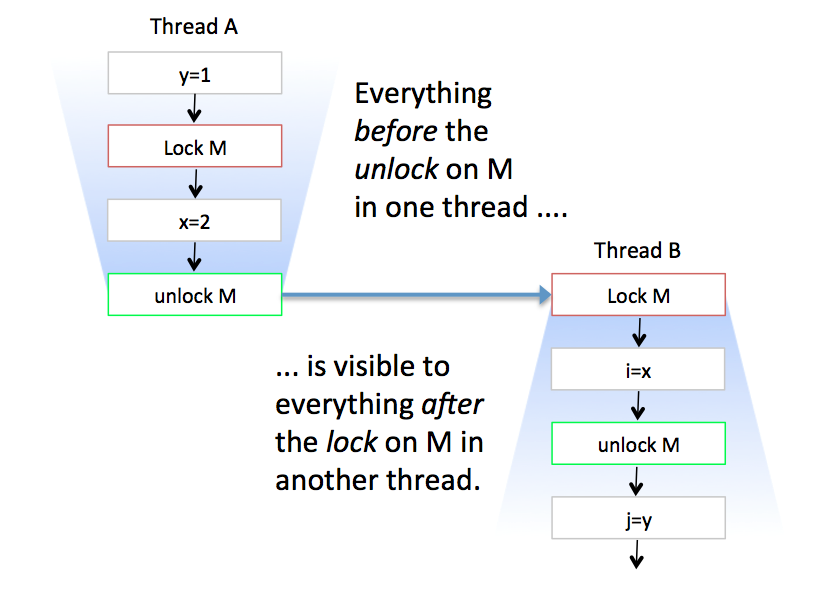 Thread A
y=1
Lock M
x=2
unlock M
Everything
before the
unlock on M
in one thread ....
Thread B
Lock M
i=x
unlock M
j=y
... is visible to
everything after
the lock on M in
another thread.